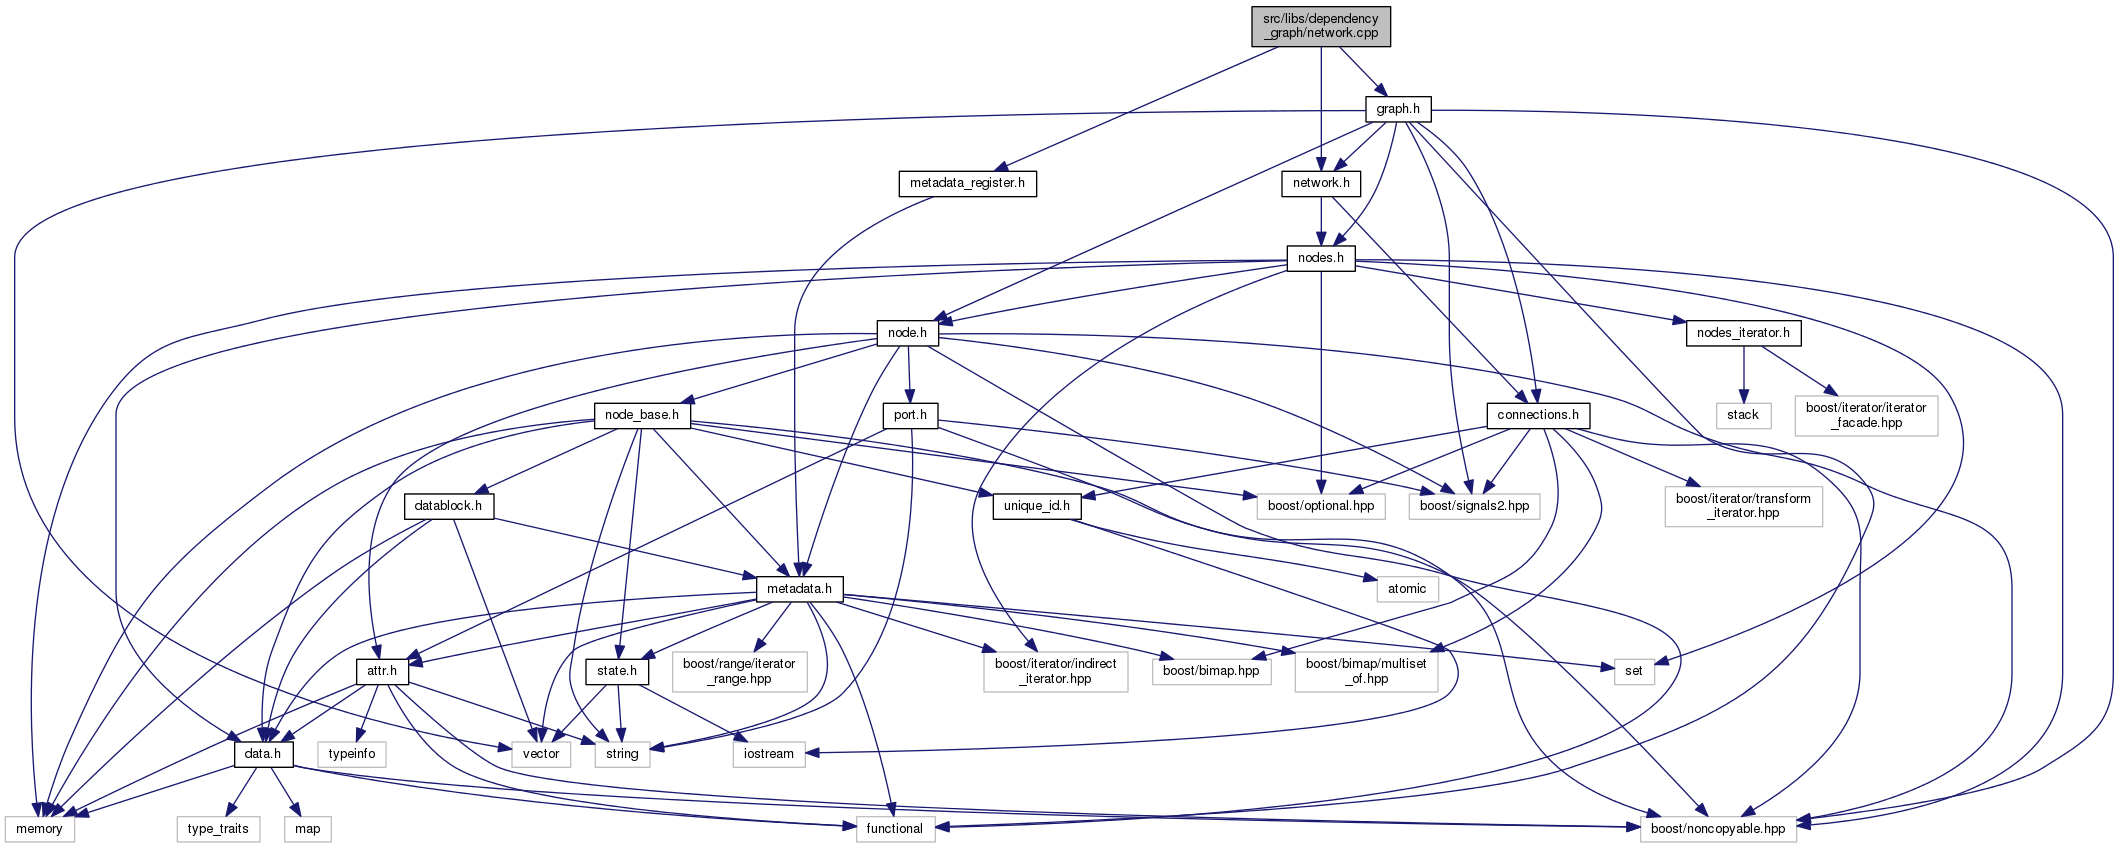 src/libs/dependency
_graph/network.cpp
graph.h
metadata_register.h
network.h
nodes.h
node.h
nodes_iterator.h
node_base.h
port.h
connections.h
stack
boost/iterator/iterator
_facade.hpp
datablock.h
unique_id.h
boost/optional.hpp
boost/signals2.hpp
boost/iterator/transform
_iterator.hpp
metadata.h
atomic
attr.h
state.h
boost/range/iterator
_range.hpp
boost/iterator/indirect
_iterator.hpp
boost/bimap.hpp
boost/bimap/multiset
_of.hpp
set
data.h
typeinfo
vector
string
iostream
memory
type_traits
map
functional
boost/noncopyable.hpp